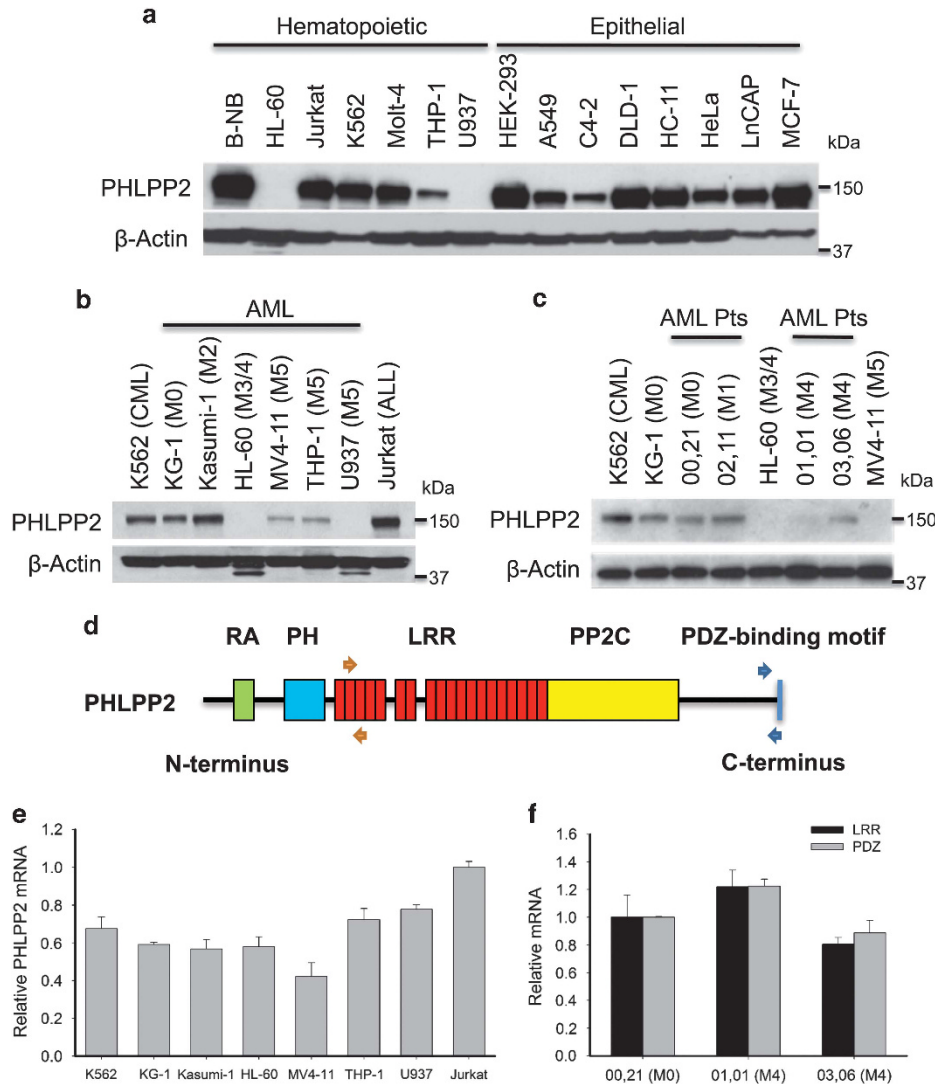 a
Hematopoietic Epithelial
B-NB HL-60 Jurkat K562 Molt-4 THP-1 U937 HEK-293 A549 C4-2 DLD-1 HC-11 HeLa LnCAP MCF-7
kDa
PHLPP2 150
β-Actin 37
b
AML
K562 (CML) KG-1 (M0) Kasumi-1 (M2) HL-60 (M3/4) MV4-11 (M5) THP-1 (M5) U937 (M5) Jurkat (ALL)
kDa
PHLPP2 150
β-Actin 37
c
AML Pts AML Pts
K562 (CML) KG-1 (M0) 00,21 (M0) 02,11 (M1) HL-60 (M3/4) 01,01 (M4) 03,06 (M4) MV4-11 (M5)
kDa
PHLPP2 150
β-Actin 37
d
RA PH LRR PP2C PDZ-binding motif
PHLPP2
N-terminus C-terminus
e
Relative PHLPP2 mRNA
1.2
1.0
0.8
0.6
0.4
0.2
0.0
K562 KG-1 Kasumi-1 HL-60 MV4-11 THP-1 U937 Jurkat
f
Relative mRNA
1.6
1.4
1.2
1.0
0.8
0.6
0.4
0.2
0.0
LRR
PDZ
00,21 (M0) 01,01 (M4) 03,06 (M4)